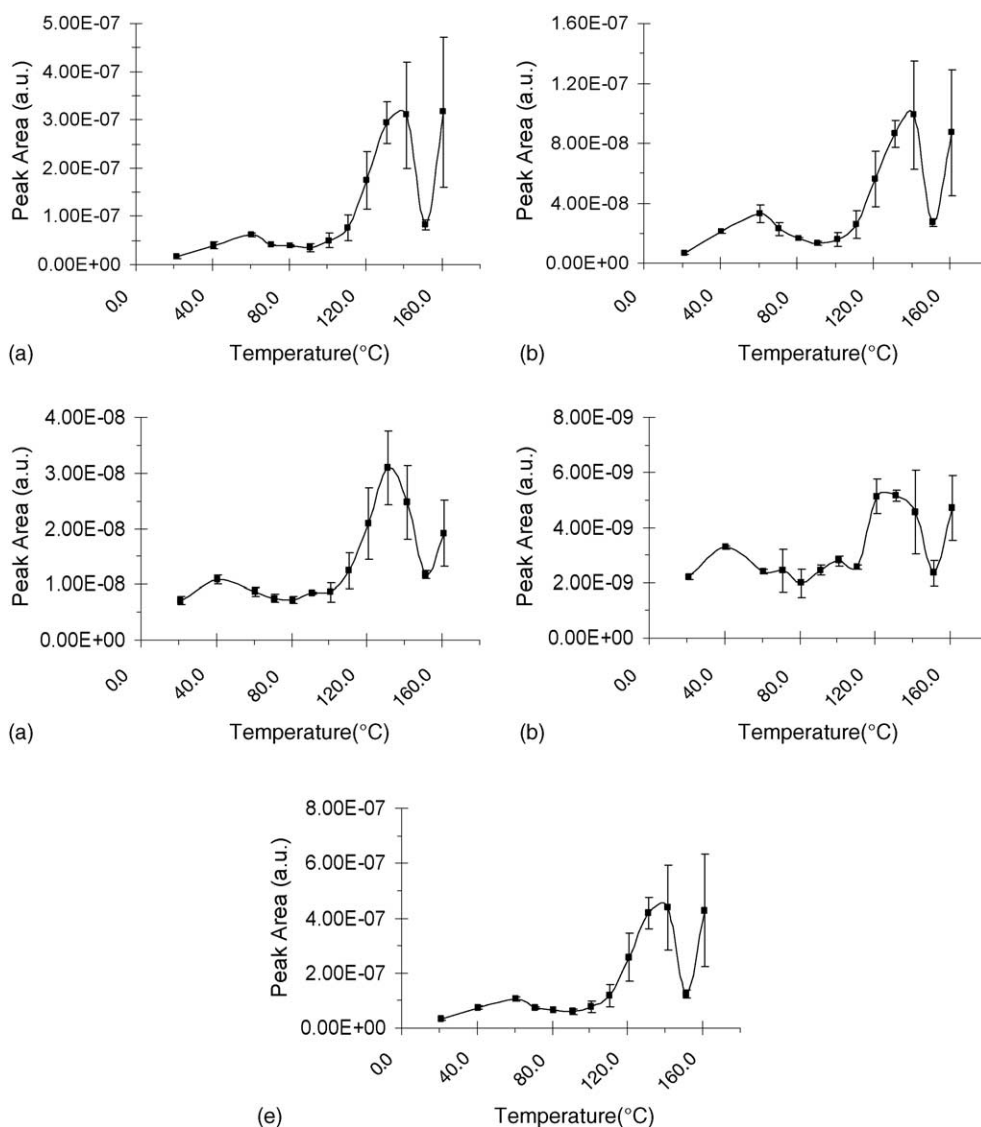 5.00E-07
4.00E-07
3.00E-07
2.00E-07
1.00E-07
0.00E+00
Peak Area (a.u.)
0.0
40.0
80.0
120.0
160.0
Temperature(°C)
(a)
1.60E-07
1.20E-07
8.00E-08
4.00E-08
0.00E+00
Peak Area (a.u.)
0.0
40.0
80.0
120.0
160.0
Temperature(°C)
(b)
4.00E-08
3.00E-08
2.00E-08
1.00E-08
0.00E+00
Peak Area (a.u.)
0.0
40.0
80.0
120.0
160.0
Temperature(°C)
(a)
8.00E-09
6.00E-09
4.00E-09
2.00E-09
0.00E+00
Peak Area (a.u.)
0.0
40.0
80.0
120.0
160.0
Temperature(°C)
(b)
8.00E-07
6.00E-07
4.00E-07
2.00E-07
0.00E+00
Peak Area (a.u.)
0.0
40.0
80.0
120.0
160.0
Temperature(°C)
(e)